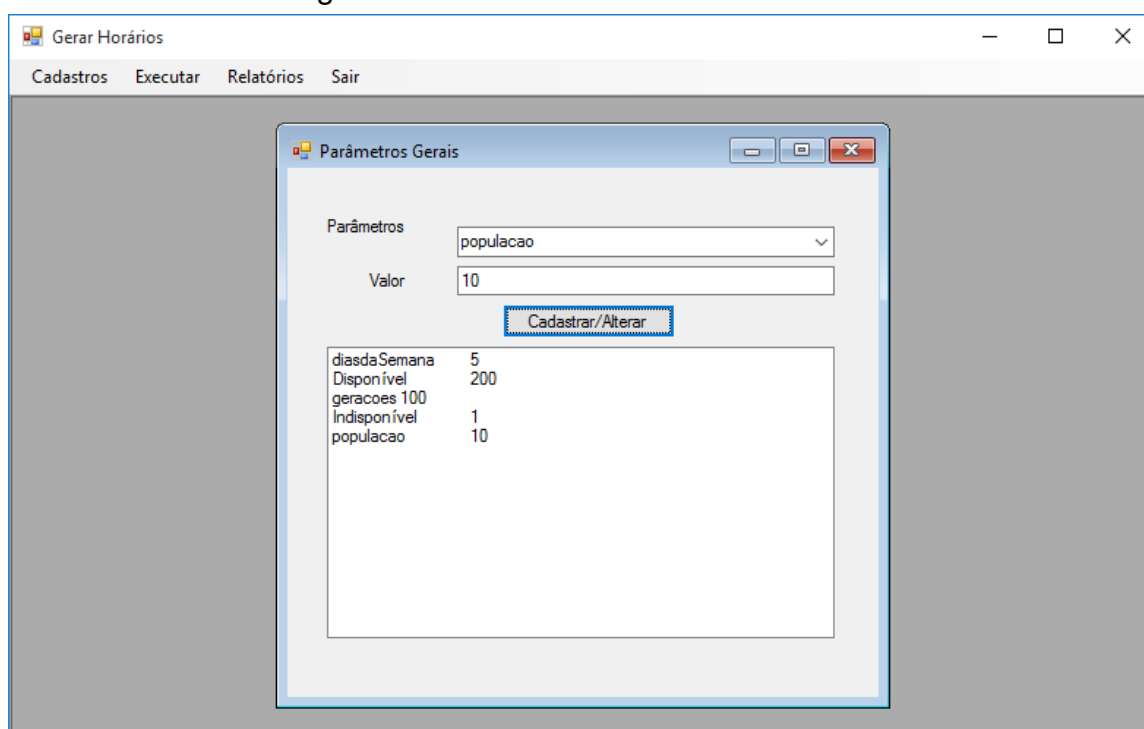 Gerar Horários
Cadastros Executar Relatórios Sair
Parâmetros Gerais
Parâmetros
populacao
Valor
10
Cadastrar/Alterar
diasdaSemana 5
Disponível 200
geracoes 100
Indisponível 1
populacao 10